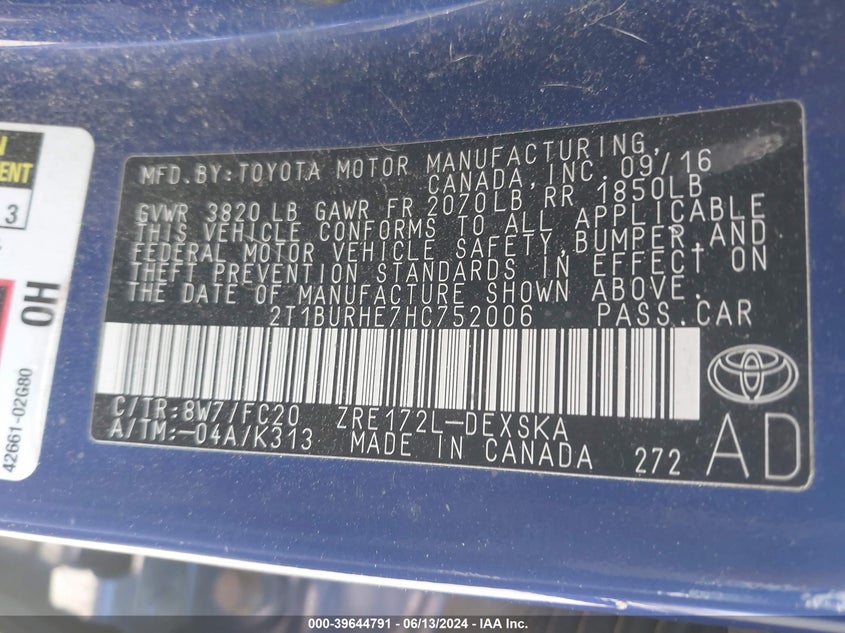 MFD.BY:TOYOTA MOTOR MANUFACTURING,
CANADA,INC.09/16
GVWR 3820 LB GAWR FR 2070LB RR 1850LB
THIS VEHICLE CONFORMS TO ALL APPLICABLE
FEDERAL MOTOR VEHICLE SAFETY,BUMPER,AND
THEFT PREVENTION STANDARDS IN EFFECT ON
THE DATE OF MANUFACTURE SHOWN ABOVE.
2T1BURHE7HC752006 PASS.CAR
C/TR:8W7/FC20 ZRE172L-DEXSKA
A/TM:-04A/K313 MADE IN CANADA 272
AD
3
OH
42661-02G80
000-39644791 - 06/13/2024 - IAA Inc.